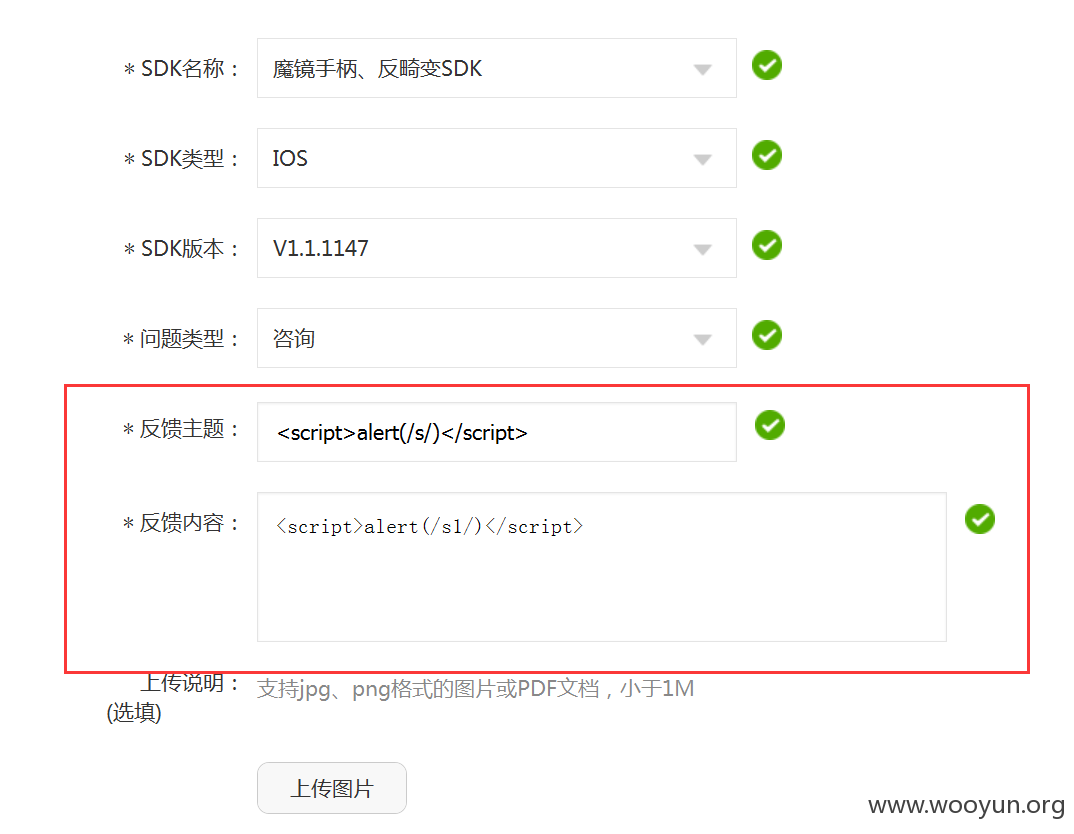 * SDK名称： 魔镜手柄、反畸变SDK
* SDK类型： IOS
* SDK版本： V1.1.1147
* 问题类型： 咨询
* 反馈主题： <script>alert(/s/)</script>
* 反馈内容： <script>alert(/s1/)</script>
上传说明： 支持jpg、png格式的图片或PDF文档，小于1M
(选填)
上传图片
www.wooyun.org